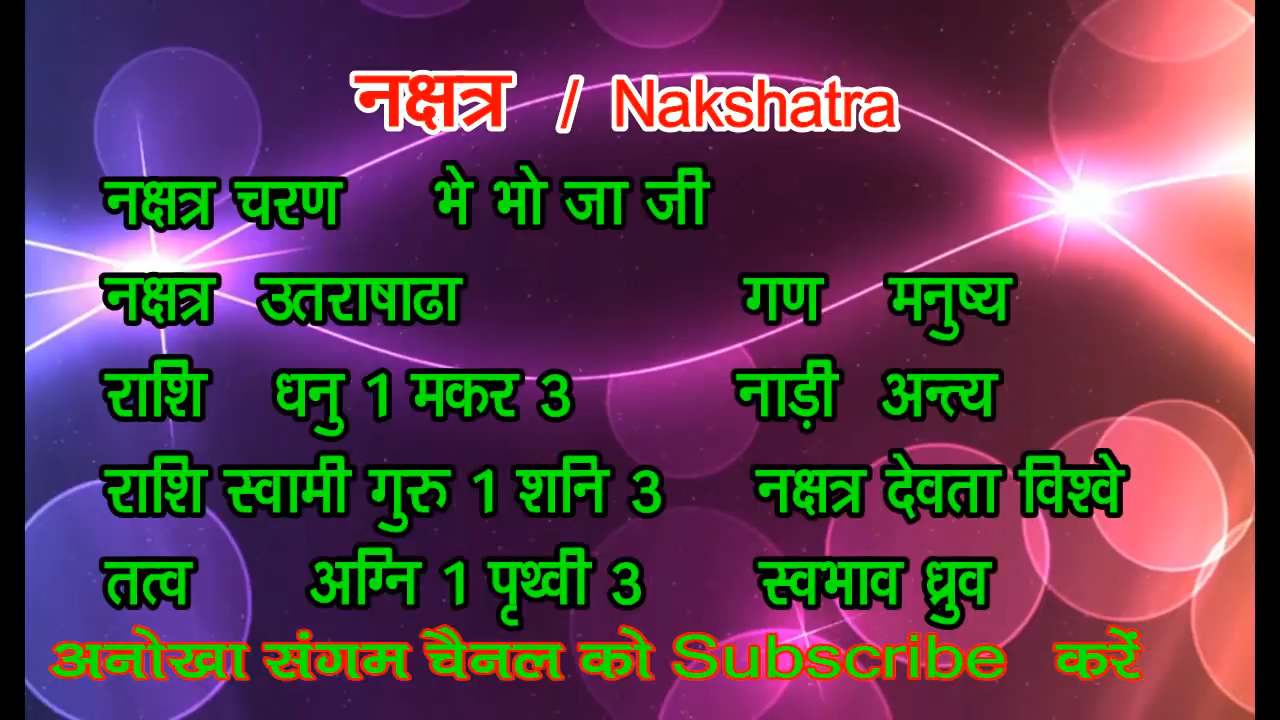 नक्षत्र / Nakshatra
नक्षत्र चरण भे भो जा जी
नक्षत्र उतराषाढा गण मनुष्य
राशि धनु 1 मकर 3 नाड़ी अन्त्य
राशि स्वामी गुरु 1 शनि 3 नक्षत्र देवता विश्वे
तत्व अग्नि 1 पृथ्वी 3 स्वभाव ध्रुव
अनोखा संगम चैनल को Subscribe करें